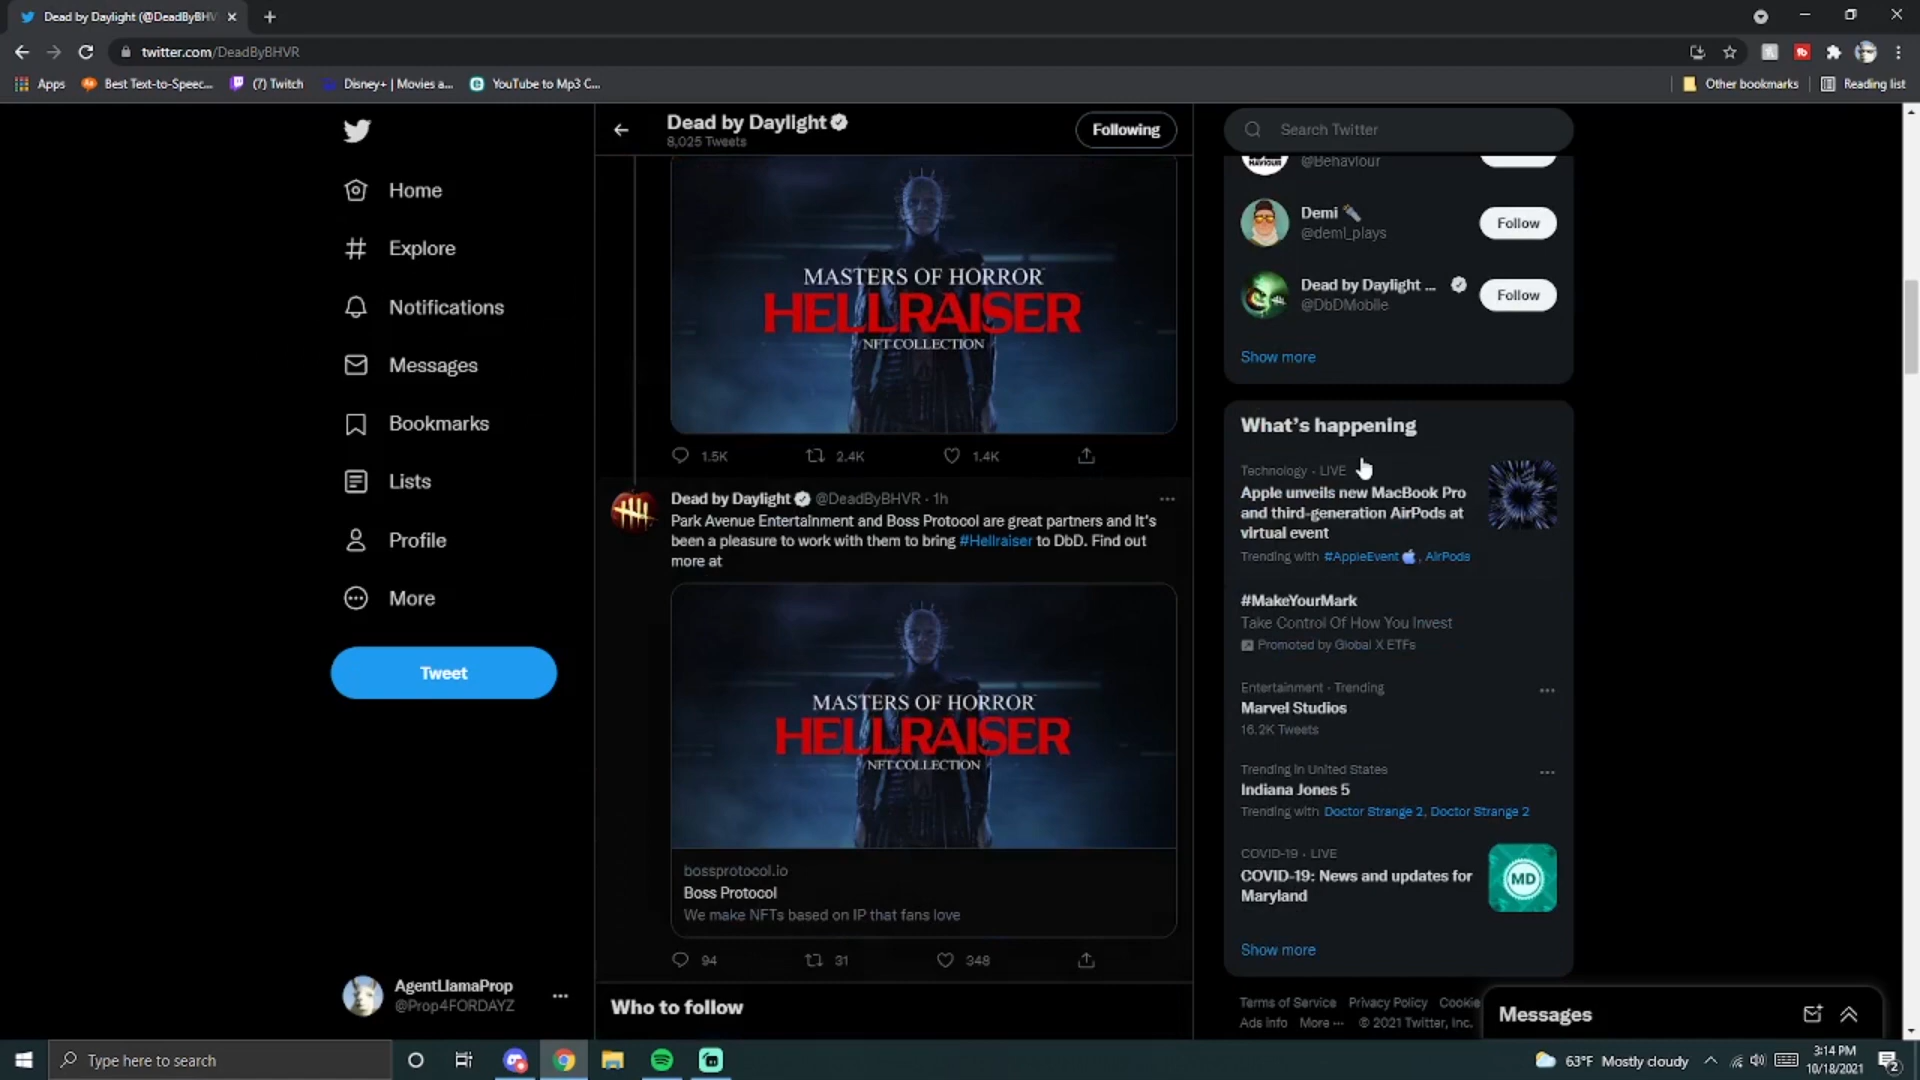 Dead by Daylight (@DeadByBHV
twitter.com/DeadByBHVR
Apps
Best Text-to-Speec...
(7) Twitch
Disney+ | Movies a...
YouTube to Mp3 C...
Other bookmarks
Reading list
Home
Explore
Notifications
Messages
Bookmarks
Lists
Profile
More
Tweet
AgentLlamaProp
@Prop4FORDAYZ
Dead by Daylight
8,025 Tweets
Following
MASTERS OF HORROR
HELLRAISER
NFT COLLECTION
1.5K
2.4K
1.4K
Dead by Daylight @DeadByBHVR · 1h
Park Avenue Entertainment and Boss Protocol are great partners and it's
been a pleasure to work with them to bring #Hellraiser to DbD. Find out
more at
MASTERS OF HORROR
HELLRAISER
NFT COLLECTION
bossprotocol.io
Boss Protocol
We make NFTs based on IP that fans love
94
31
348
Who to follow
Search Twitter
@Behaviour
Demi
@demi_plays
Follow
Dead by Daylight ...
@DbDMobile
Follow
Show more
What's happening
Technology · LIVE
Apple unveils new MacBook Pro
and third-generation AirPods at
virtual event
Trending with #AppleEvent , AirPods
#MakeYourMark
Take Control Of How You Invest
Promoted by Global X ETFs
Entertainment · Trending
Marvel Studios
16.2K Tweets
Trending in United States
Indiana Jones 5
Trending with Doctor Strange 2, Doctor Strange 2
COVID-19 · LIVE
COVID-19: News and updates for
Maryland
MD
Show more
Terms of Service Privacy Policy Cookie
Ads info More ··· © 2021 Twitter, Inc.
Messages
Type here to search
63°F Mostly cloudy
3:14 PM
10/18/2021
2